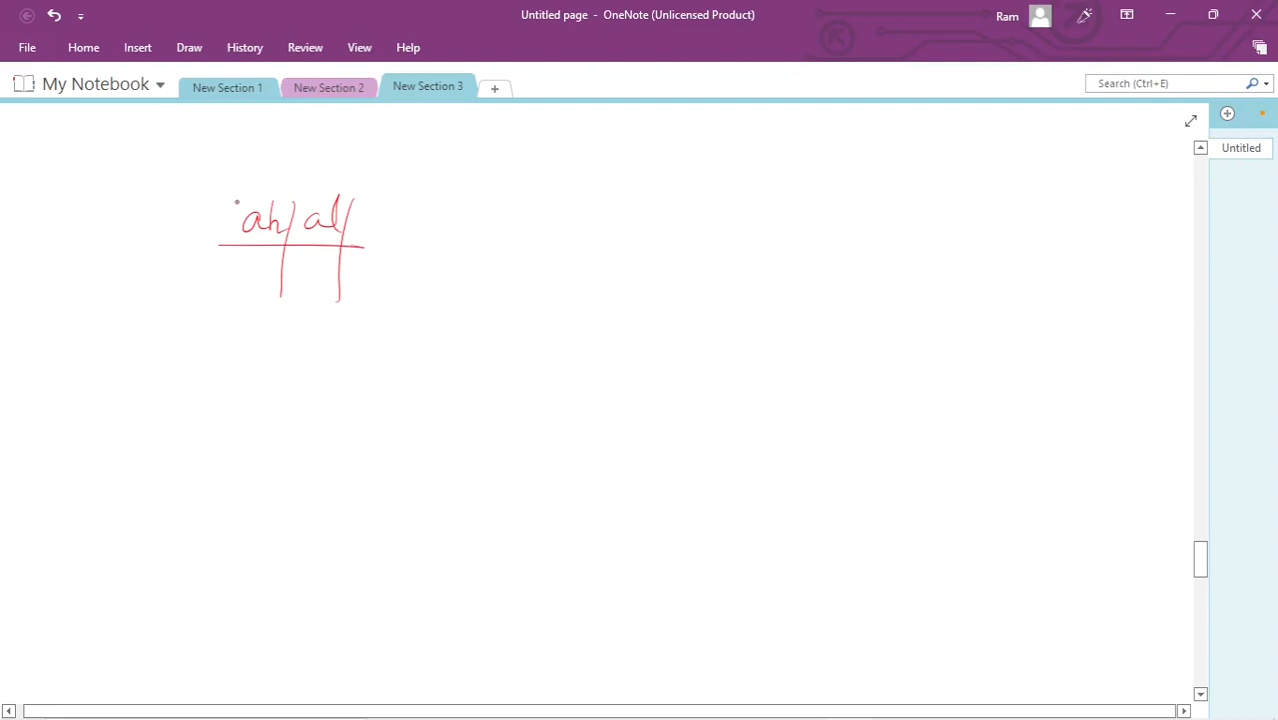 Untitled page - OneNote (Unlicensed Product)
Ram
File Home Insert Draw History Review View Help
My Notebook New Section 1 New Section 2 New Section 3 +
Search (Ctrl+E)
Untitled
ah al